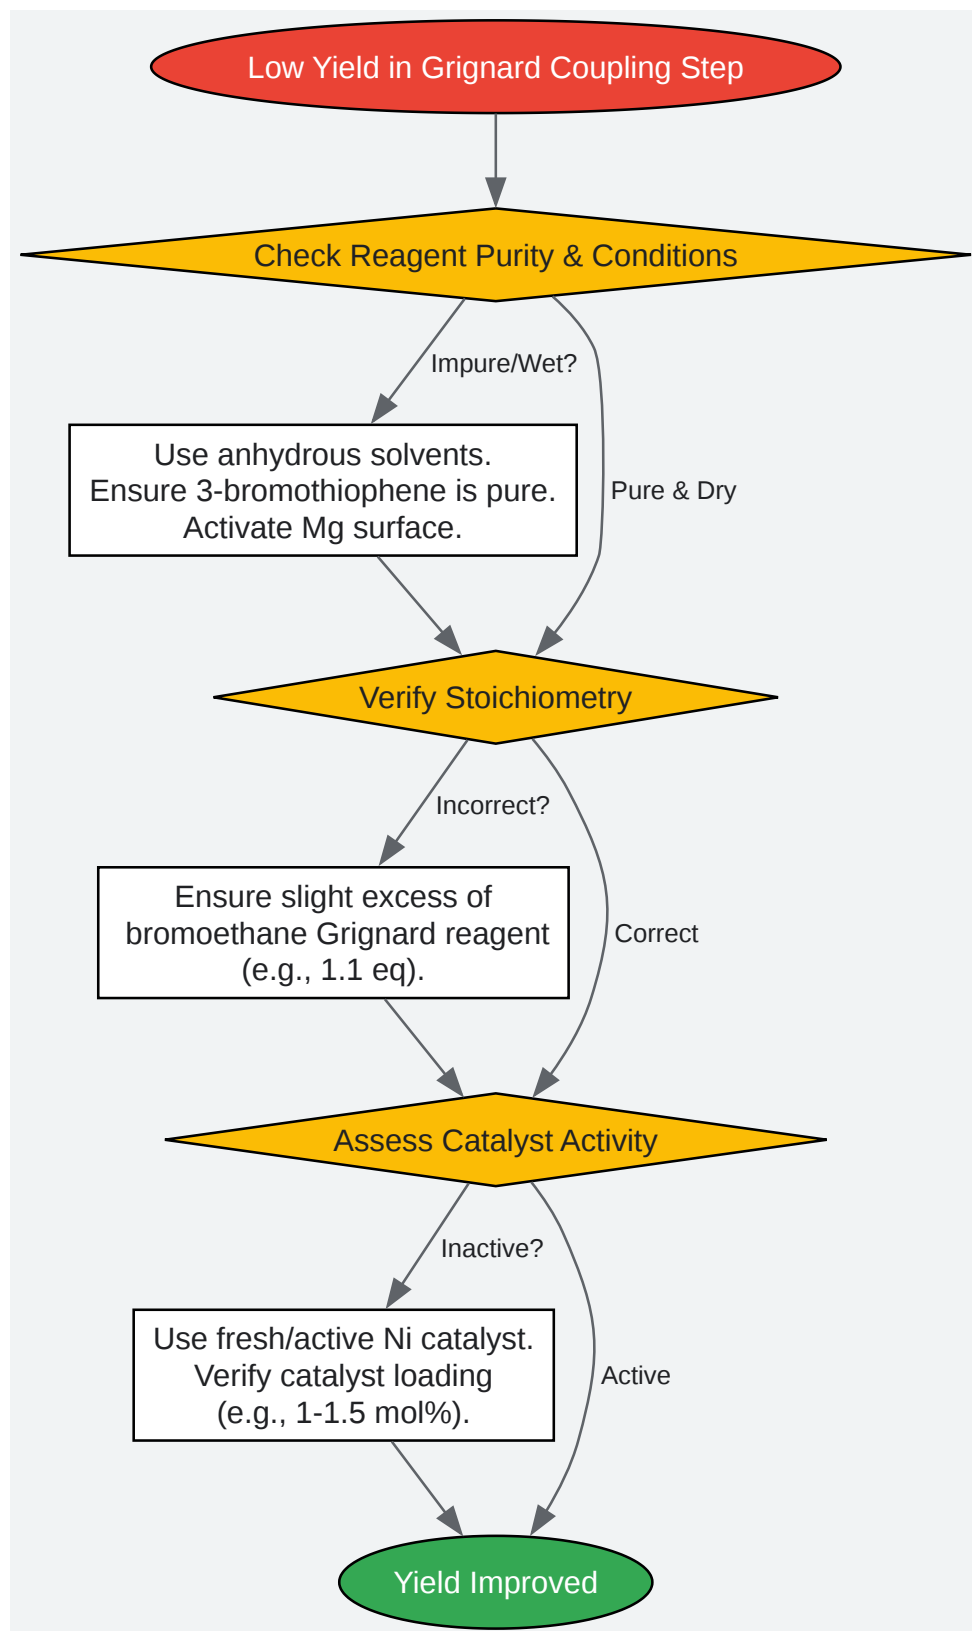 Low Yield in Grignard Coupling Step
Check Reagent Purity & Conditions
Impure/Wet?
Use anhydrous solvents.
Ensure 3-bromothiophene is pure.
Activate Mg surface.
Pure & Dry
Verify Stoichiometry
Incorrect?
Ensure slight excess of
bromoethane Grignard reagent
(e.g., 1.1 eq).
Correct
Assess Catalyst Activity
Inactive?
Use fresh/active Ni catalyst.
Verify catalyst loading
(e.g., 1-1.5 mol%).
Active
Yield Improved